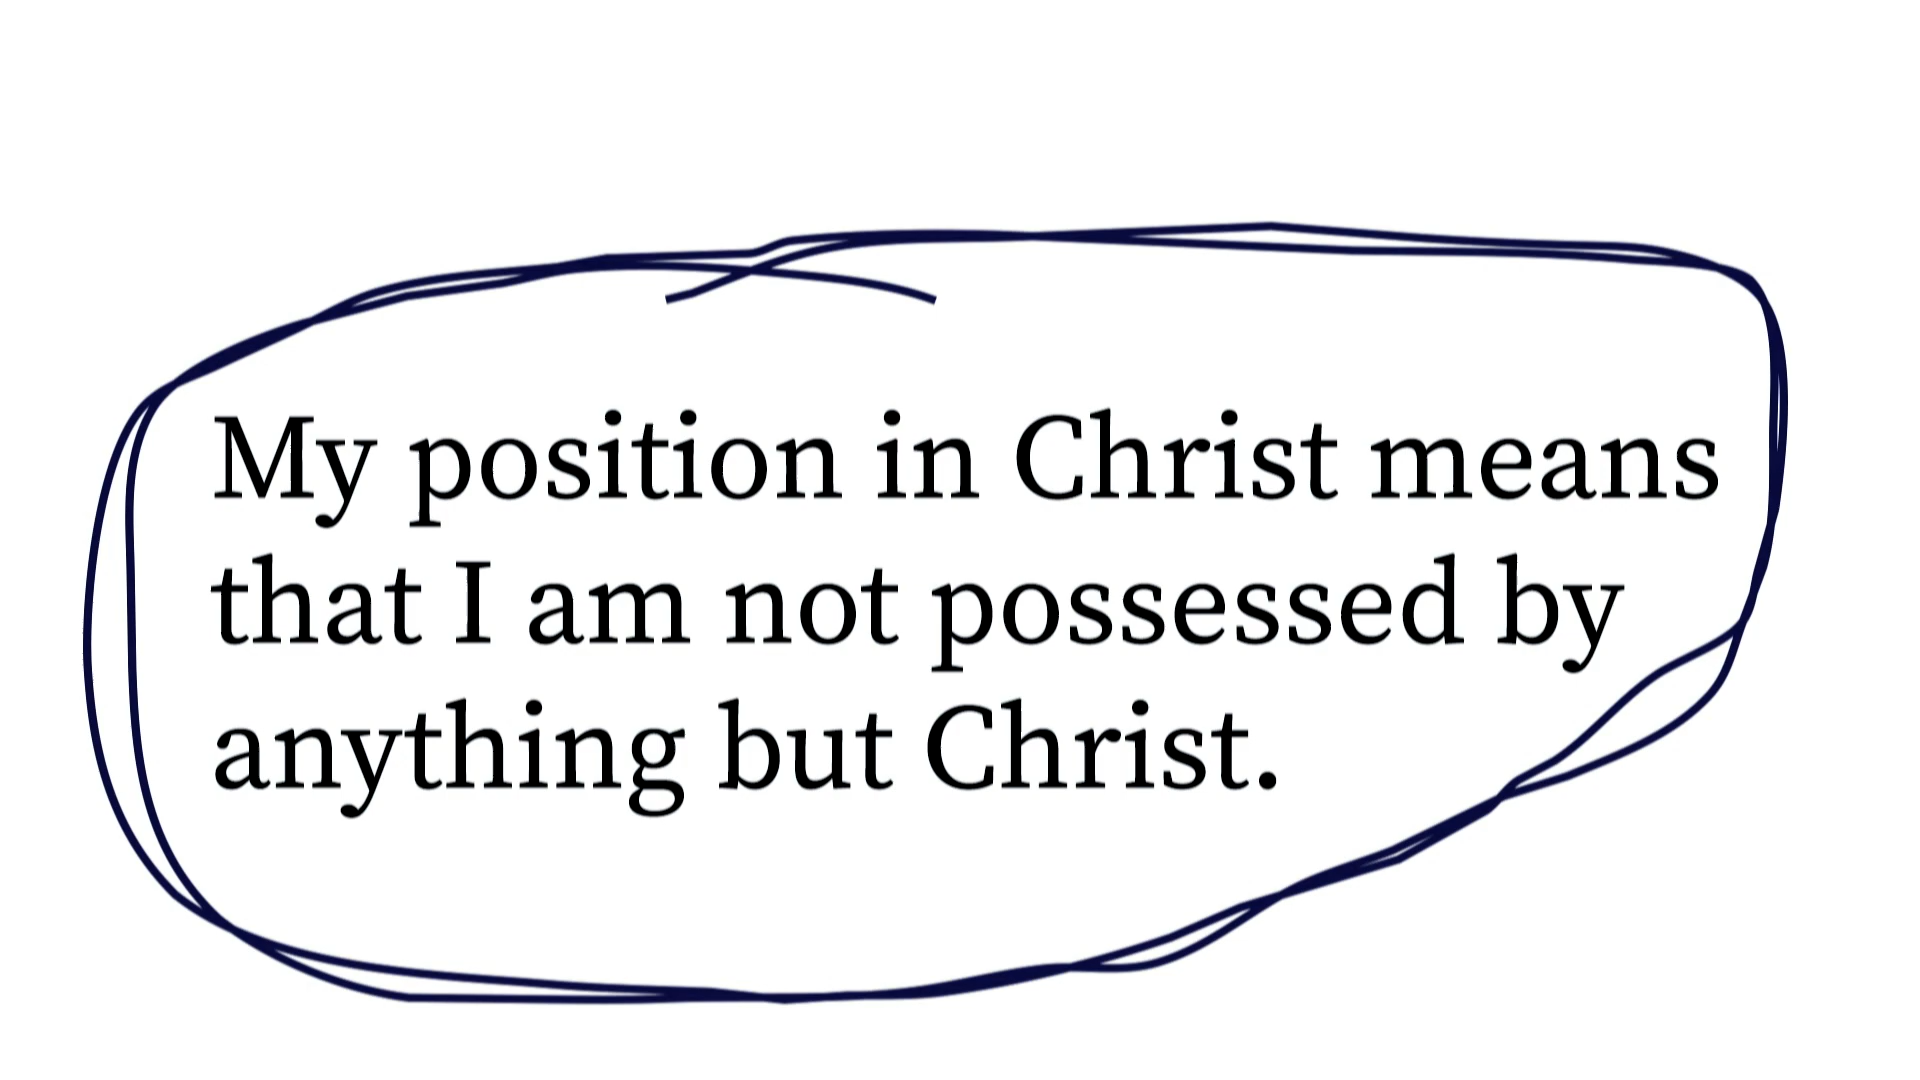 My position in Christ means
that I am not possessed by
anything but Christ.